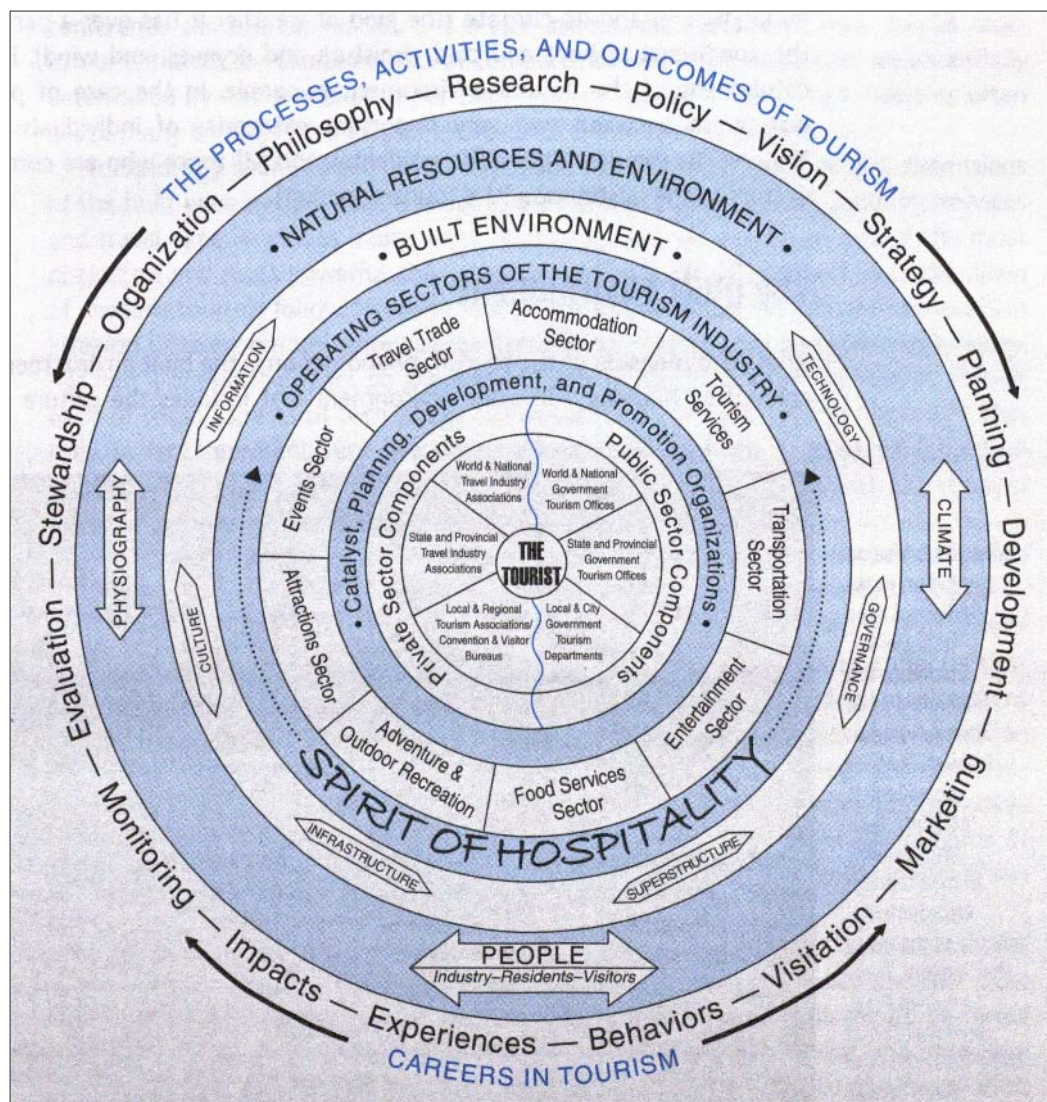 THE PROCESSES, ACTIVITIES, AND OUTCOMES OF TOURISM
Philosophy — Research — Policy — Vision — Strategy — Planning — Development — Marketing — Visitation — Behaviors — Experiences — Impacts — Monitoring — Evaluation — Stewardship — Organization —
• NATURAL RESOURCES AND ENVIRONMENT •
• BUILT ENVIRONMENT •
• OPERATING SECTORS OF THE TOURISM INDUSTRY •
INFORMATION
TECHNOLOGY
PHYSIOGRAPHY
CLIMATE
CULTURE
GOVERNANCE
INFRASTRUCTURE
SUPERSTRUCTURE
Travel Trade
Sector
Accommodation
Sector
Tourism
Services
Transportation
Sector
Entertainment
Sector
Food Services
Sector
Adventure &
Outdoor Recreation
Attractions Sector
Events Sector
• Catalyst, Planning, Development, and Promotion Organizations •
Private Sector Components
Public Sector Components
World & National
Travel Industry
Associations
World & National
Government
Tourism Offices
State and Provincial
Travel Industry
Associations
THE
TOURIST
State and Provincial
Government
Tourism Offices
Local & Regional
Tourism Associations/
Convention & Visitor
Bureaus
Local & City
Government
Tourism
Departments
SPIRIT OF HOSPITALITY
PEOPLE
Industry–Residents–Visitors
CAREERS IN TOURISM